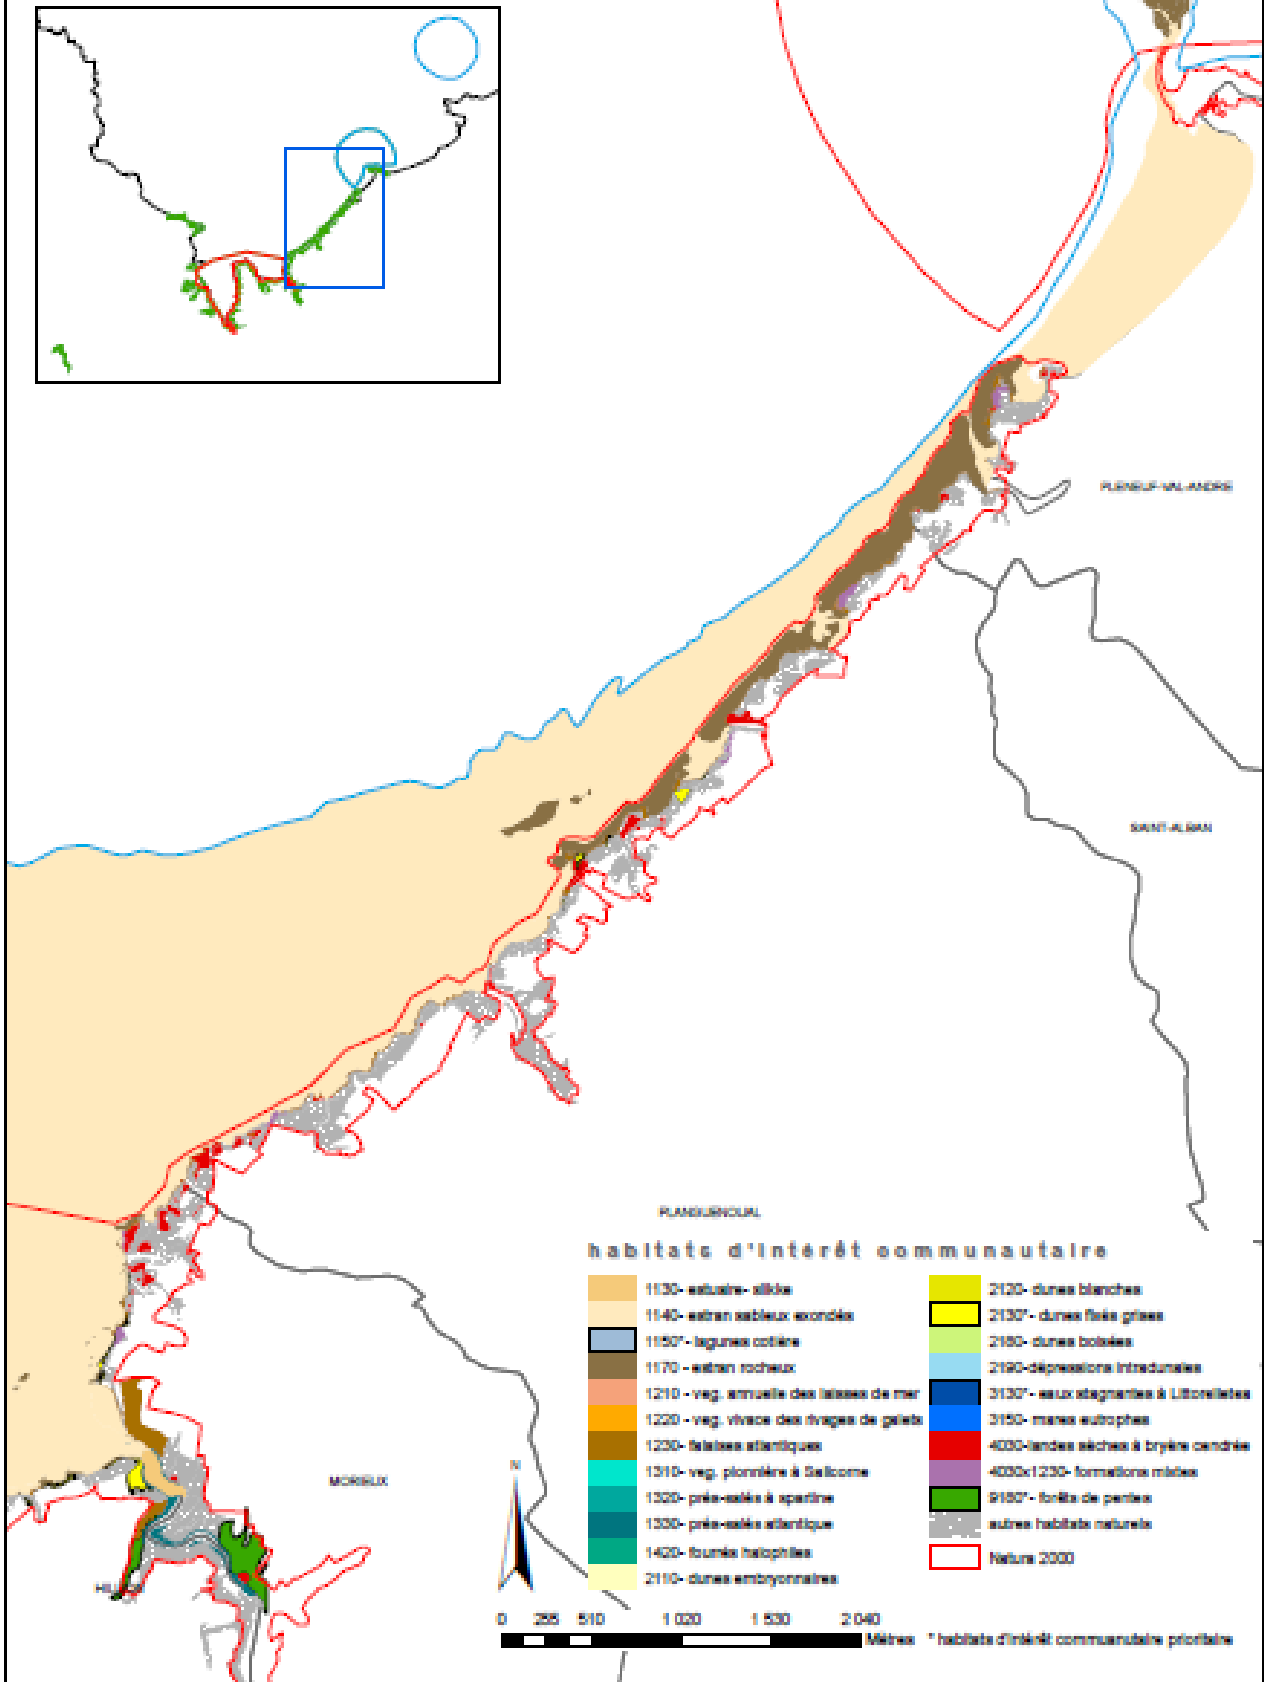 PLENEUF-VAL-ANDRE
SAINT-ALBAN
PLANGUENOUAL
habitats d'intérêt communautaire
1130- estuaire- slikke
1140- estran sableux exondés
1150*- lagunes cotière
1170 - estran rocheux
1210 - veg. annuelle des laisses de mer
1220 - veg. vivace des rivages de galets
1230- falaises atlantiques
1310- veg. pionnière à Salicorne
1320- prés-salés à spartine
1330- prés-salés atlantique
1420- fourrés halophiles
2110- dunes embryonnaires
2120- dunes blanches
2130*- dunes fixés grises
2180- dunes boisées
2190-dépressions intradunales
3130*- eaux stagnantes à Littorelletea
3150- mares eutrophes
4030-landes sèches à bryère cendrée
4030x1230- formations mixtes
9180*- forêts de pentes
autres habitats naturels
Natura 2000
MORIEUX
N
0 255 510 1 020 1 530 2 040
Mètres
* habitats d'intérêt communautaire prioritaire